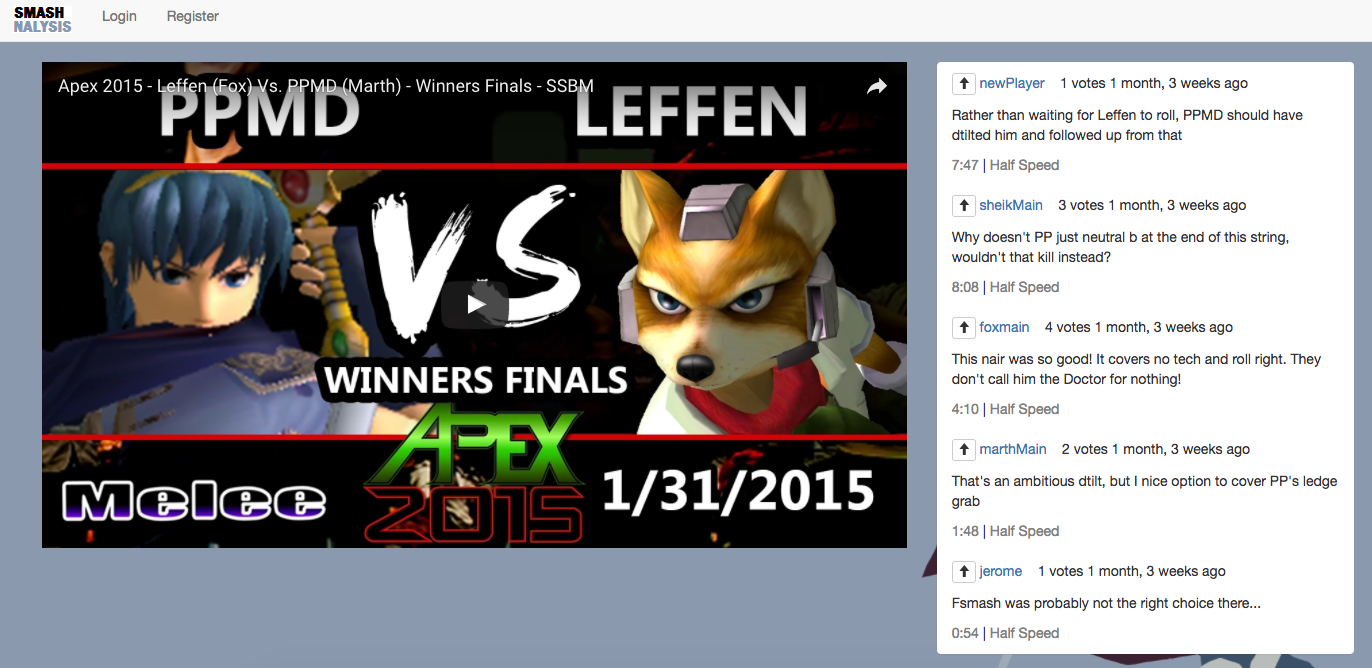 SMASH
NALYSIS
Login
Register
Apex 2015 - Leffen (Fox) Vs. PPMD (Marth) - Winners Finals - SSBM
PPMD
LEFFEN
VS
WINNERS FINALS
APEX
2015
Melee
1/31/2015
newPlayer 1 votes 1 month, 3 weeks ago
Rather than waiting for Leffen to roll, PPMD should have
dtilted him and followed up from that
7:47 | Half Speed
sheikMain 3 votes 1 month, 3 weeks ago
Why doesn't PP just neutral b at the end of this string,
wouldn't that kill instead?
8:08 | Half Speed
foxmain 4 votes 1 month, 3 weeks ago
This nair was so good! It covers no tech and roll right. They
don't call him the Doctor for nothing!
4:10 | Half Speed
marthMain 2 votes 1 month, 3 weeks ago
That's an ambitious dtilt, but I nice option to cover PP's ledge
grab
1:48 | Half Speed
jerome 1 votes 1 month, 3 weeks ago
Fsmash was probably not the right choice there...
0:54 | Half Speed